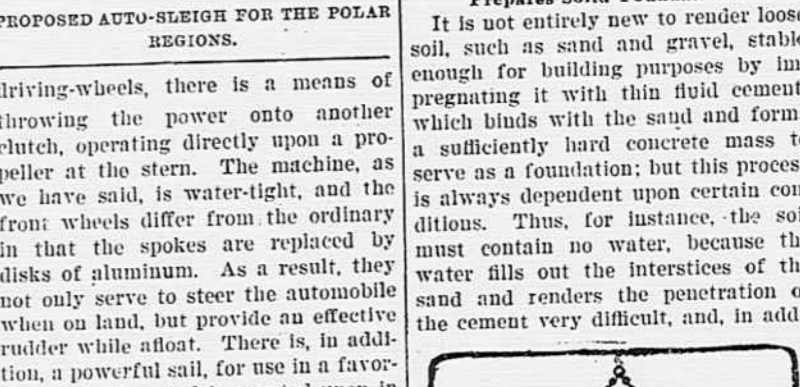 PROPOSED AUTO-SLEIGH FOR THE POLAR
REGIONS.
driving-wheels, there is a means of
throwing the power onto another
clutch, operating directly upon a pro-
peller at the stern. The machine, as
we have said, is water-tight, and the
front wheels differ from the ordinary
in that the spokes are replaced by
disks of aluminum. As a result, they
not only serve to steer the automobile
when on land, but provide an effective
rudder while afloat. There is, in addi-
tion, a powerful sail, for use in a favor-
It is not entirely new to render loose
soil, such as sand and gravel, stable
enough for building purposes by im
pregnating it with thin fluid cement
which binds with the sand and form
a sufficiently hard concrete mass t
serve as a foundation; but this proces
is always dependent upon certain con
ditions. Thus, for instance, the soi
must contain no water, because th
water fills out the interstices of th
sand and renders the penetration o
the cement very difficult, and, in add